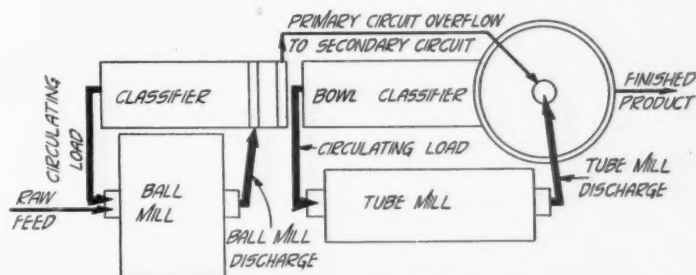 PRIMARY CIRCUIT OVERFLOW
TO SECONDARY CIRCUIT
CLASSIFIER
BOWL CLASSIFIER
FINISHED
PRODUCT
CIRCULATING
LOAD
CIRCULATING LOAD
RAW
FEED
BALL
MILL
BALL MILL
DISCHARGE
TUBE MILL
TUBE MILL
DISCHARGE